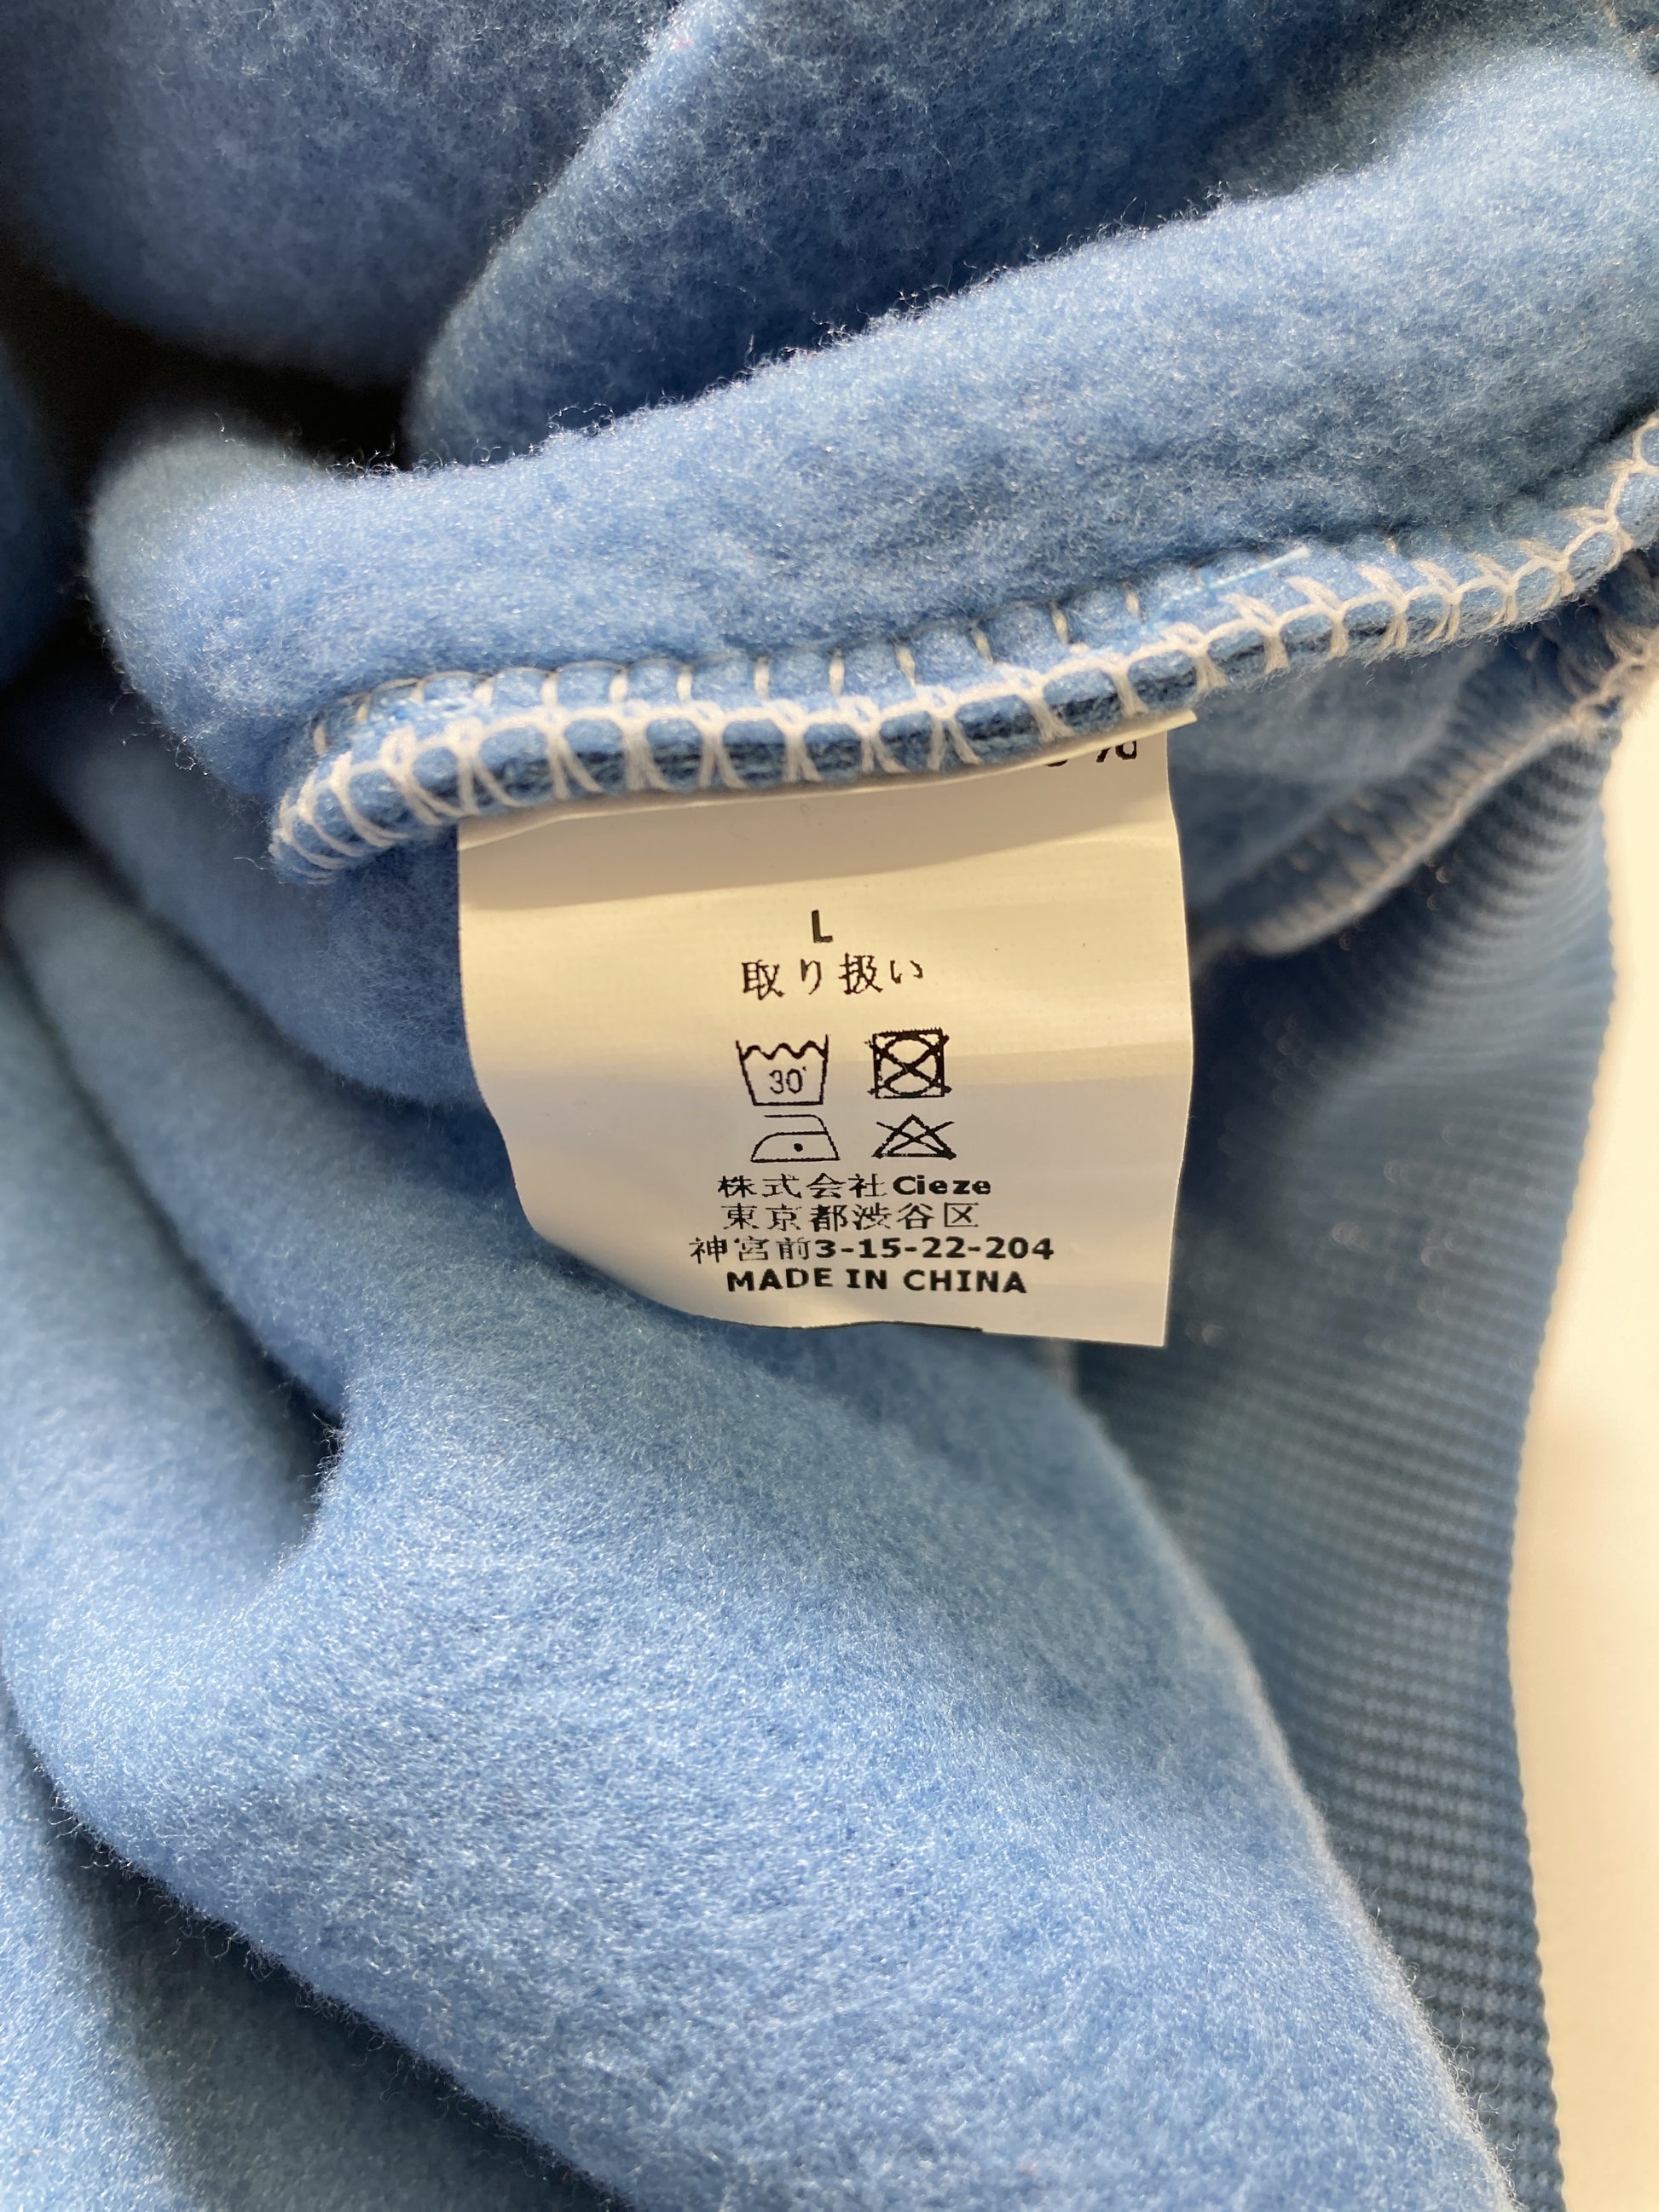 %
L
取り扱い
30
株式会社Cieze
東京都渋谷区
神宮前3-15-22-204
MADE IN CHINA